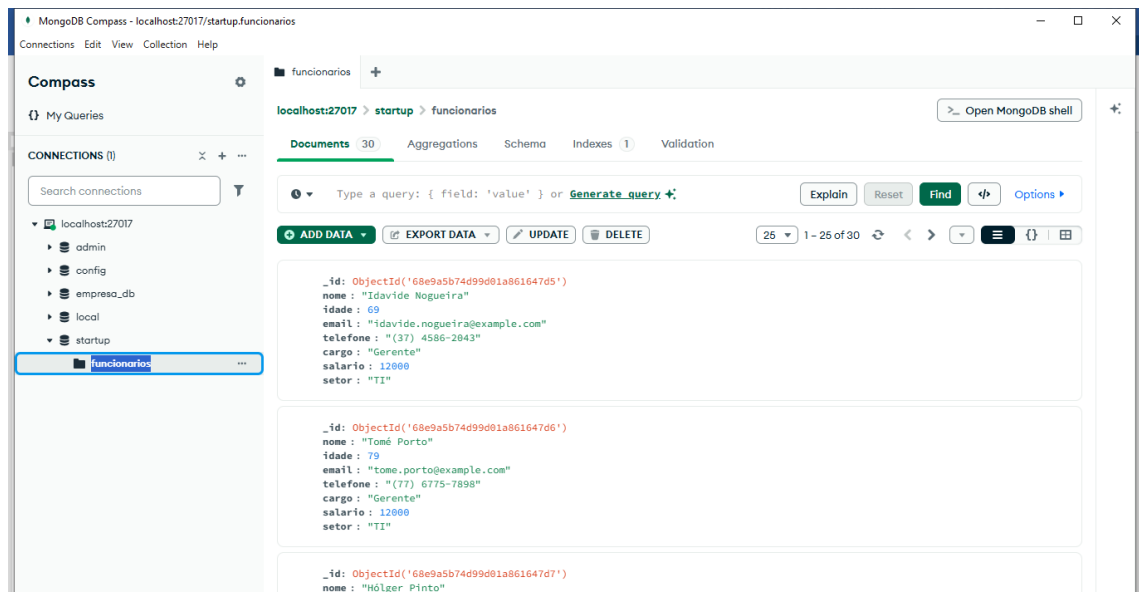 MongoDB Compass - localhost:27017/startup.funcionarios
Connections Edit View Collection Help
Compass
{} My Queries
CONNECTIONS (1)
Search connections
localhost:27017
admin
config
empresa_db
local
startup
funcionarios
funcionarios
localhost:27017 > startup > funcionarios
>_ Open MongoDB shell
Documents 30 Aggregations Schema Indexes 1 Validation
Type a query: { field: 'value' } or Generate query
Explain Reset Find </> Options
ADD DATA EXPORT DATA UPDATE DELETE
25 1 – 25 of 30 {}
_id: ObjectId('68e9a5b74d99d01a861647d5')
nome : "Idavide Nogueira"
idade : 69
email : "idavide.nogueira@example.com"
telefone : "(37) 4586-2043"
cargo : "Gerente"
salario : 12000
setor : "TI"
_id: ObjectId('68e9a5b74d99d01a861647d6')
nome : "Tomé Porto"
idade : 79
email : "tome.porto@example.com"
telefone : "(77) 6775-7898"
cargo : "Gerente"
salario : 12000
setor : "TI"
_id: ObjectId('68e9a5b74d99d01a861647d7')
nome : "Hólger Pinto"